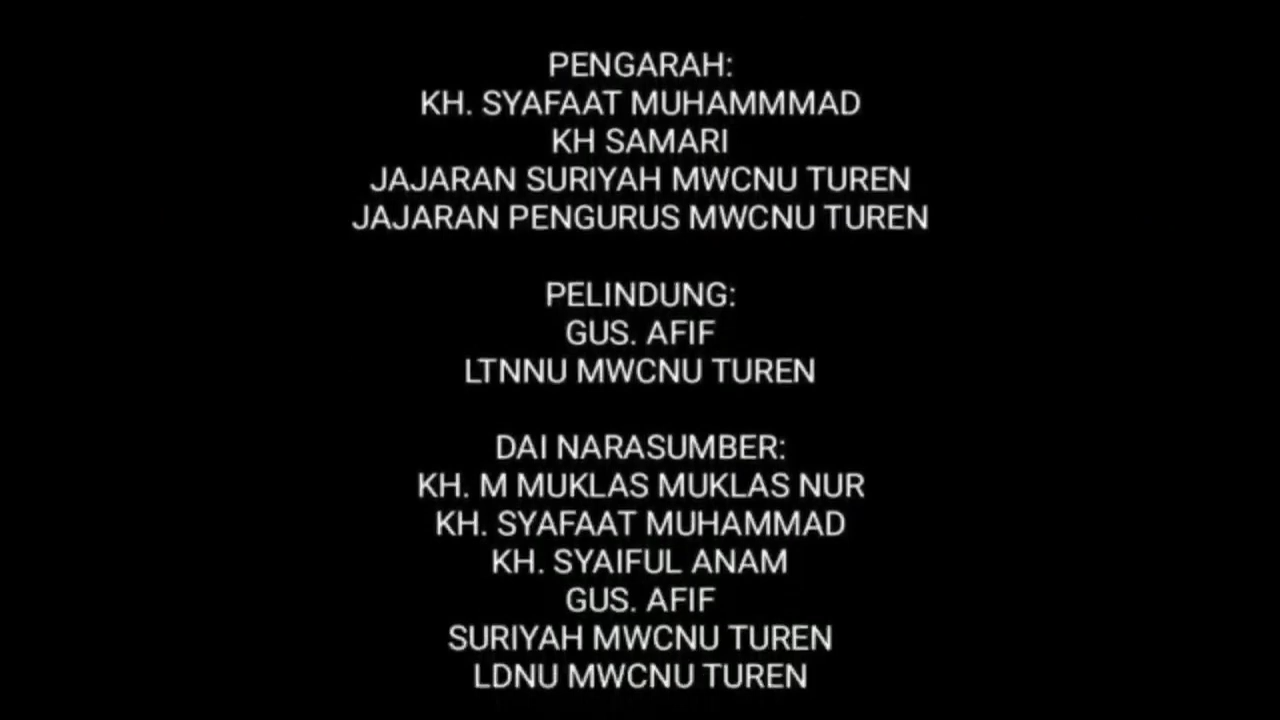 PENGARAH:
KH. SYAFAAT MUHAMMMAD
KH SAMARI
JAJARAN SURIYAH MWCNU TUREN
JAJARAN PENGURUS MWCNU TUREN
PELINDUNG:
GUS. AFIF
LTNNU MWCNU TUREN
DAI NARASUMBER:
KH. M MUKLAS MUKLAS NUR
KH. SYAFAAT MUHAMMAD
KH. SYAIFUL ANAM
GUS. AFIF
SURIYAH MWCNU TUREN
LDNU MWCNU TUREN